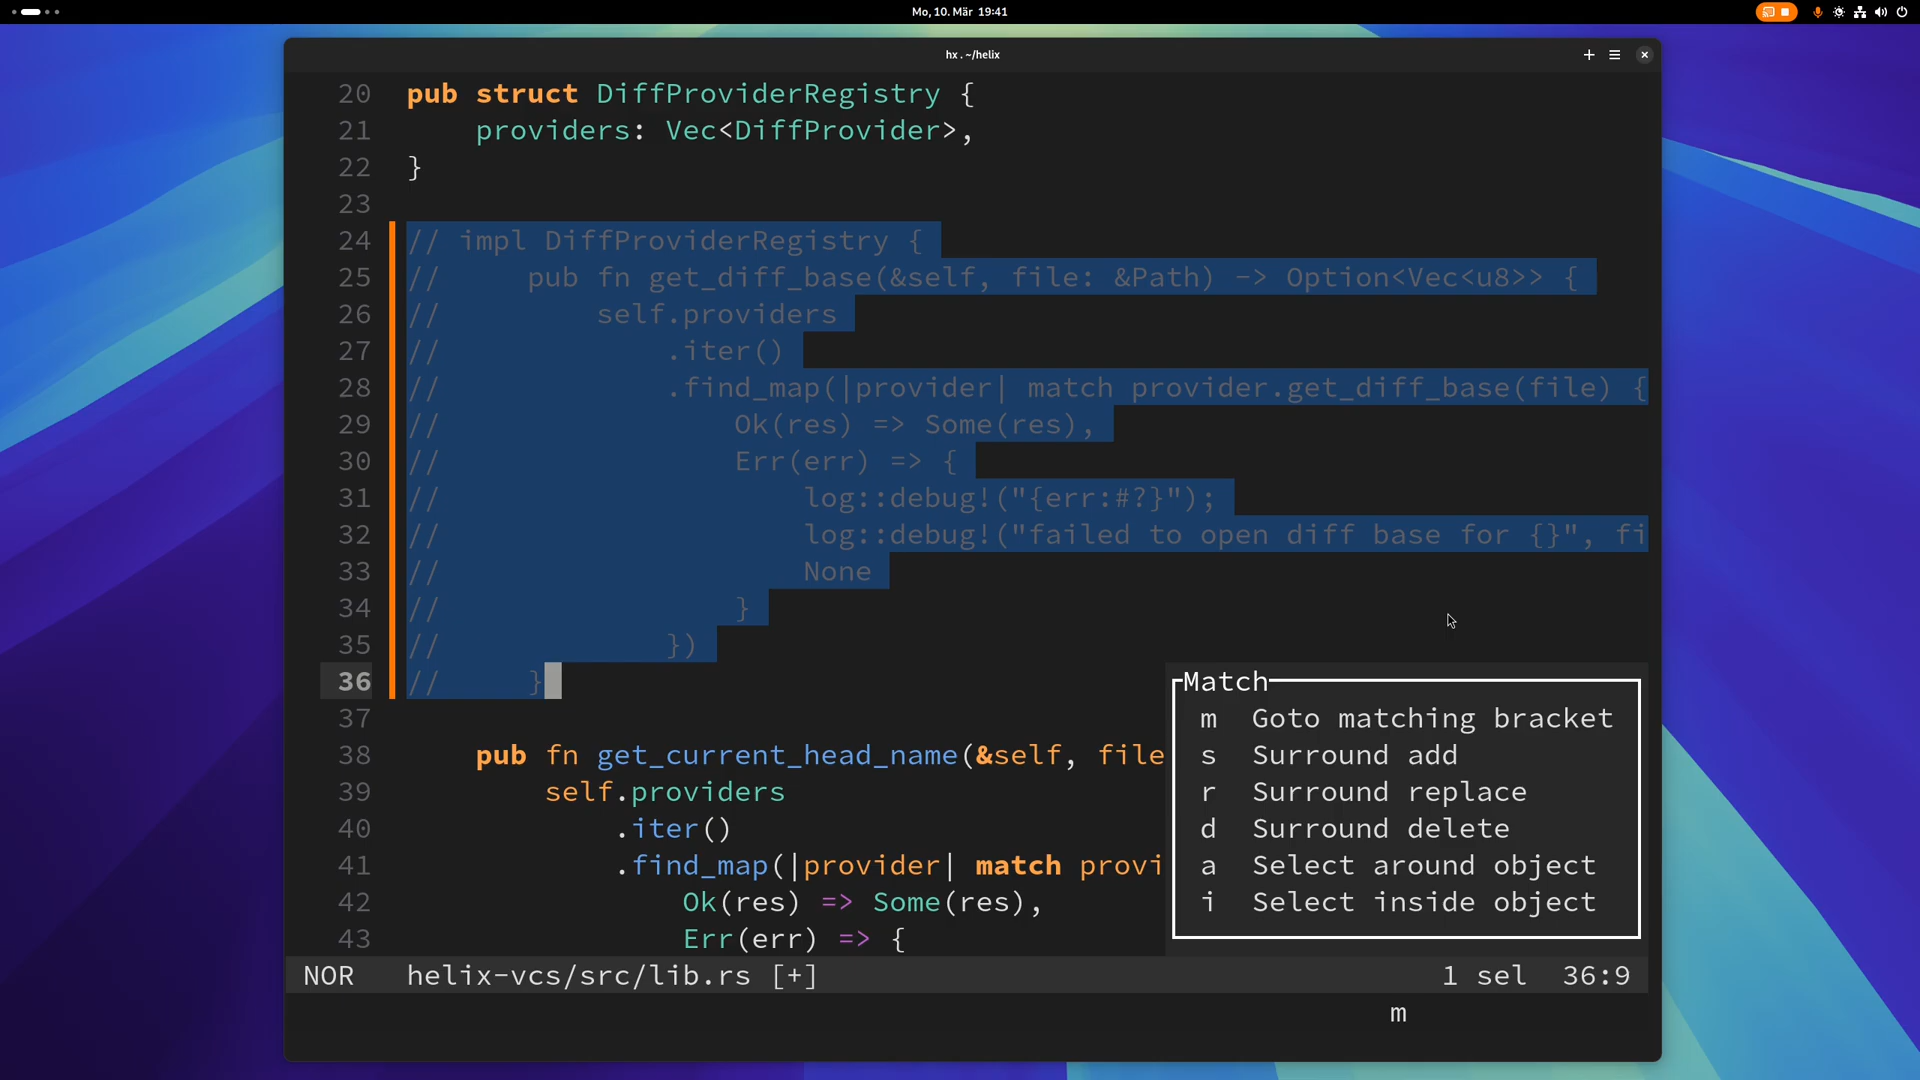 Mo, 10. Mär 19:41
hx . ~/helix
20 pub struct DiffProviderRegistry {
21     providers: Vec<DiffProvider>,
22 }
23
24 // impl DiffProviderRegistry {
25 //     pub fn get_diff_base(&self, file: &Path) -> Option<Vec<u8>> {
26 //         self.providers
27 //             .iter()
28 //             .find_map(|provider| match provider.get_diff_base(file) {
29 //                 Ok(res) => Some(res),
30 //                 Err(err) => {
31 //                     log::debug!("{err:#?}");
32 //                     log::debug!("failed to open diff base for {}", fi
33 //                     None
34 //                 }
35 //             })
36 //     }
37
38     pub fn get_current_head_name(&self, file
39         self.providers
40             .iter()
41             .find_map(|provider| match provi
42                 Ok(res) => Some(res),
43                 Err(err) => {
Match
m  Goto matching bracket
s  Surround add
r  Surround replace
d  Surround delete
a  Select around object
i  Select inside object
NOR helix-vcs/src/lib.rs [+] 1 sel 36:9
m